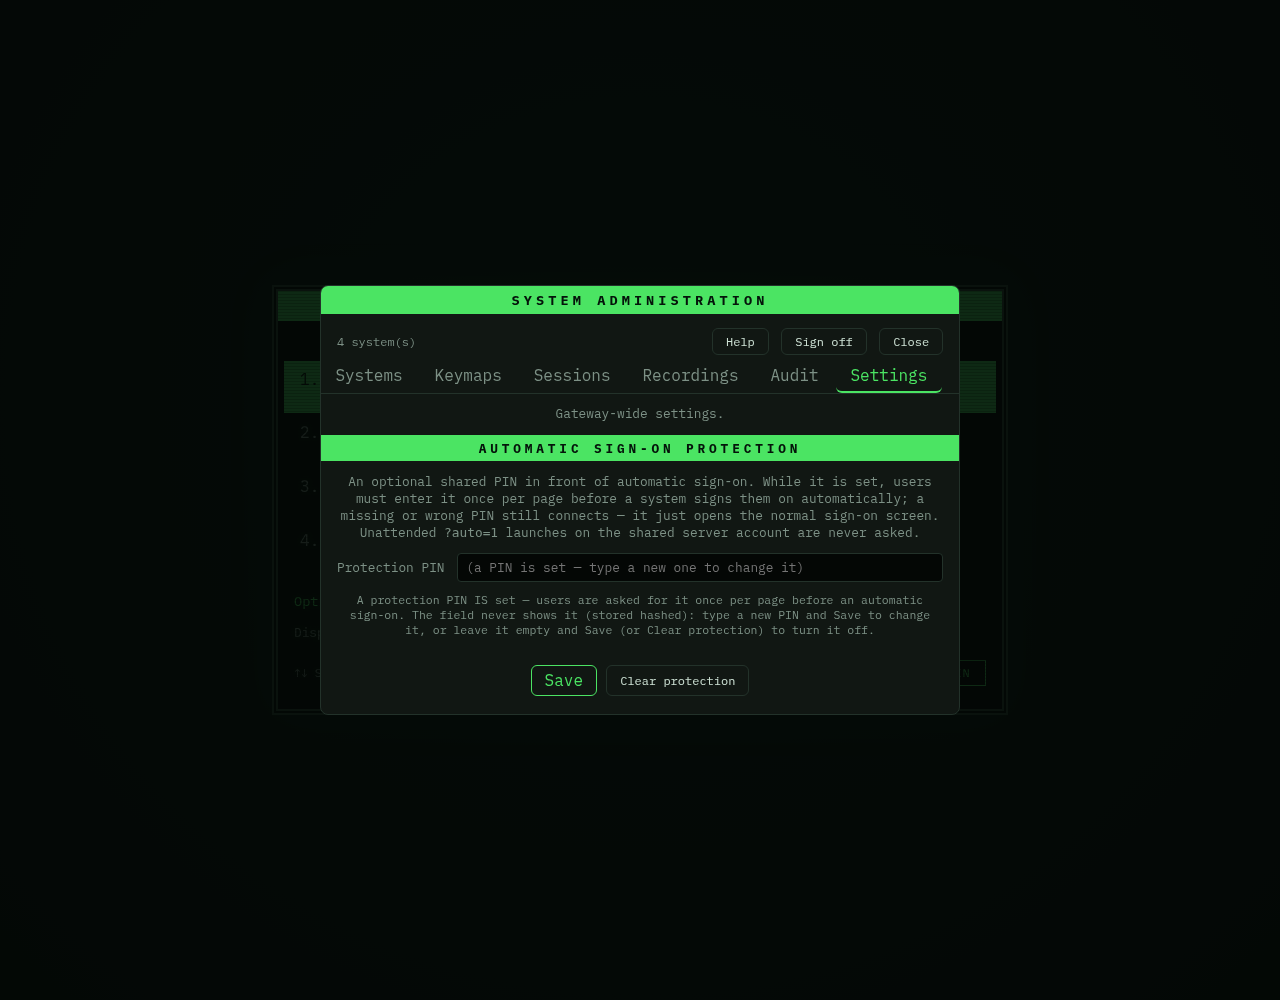 SYSTEM ADMINISTRATION
4 system(s)
Help
Sign off
Close
Systems
Keymaps
Sessions
Recordings
Audit
Settings
Gateway-wide settings.
AUTOMATIC SIGN-ON PROTECTION
An optional shared PIN in front of automatic sign-on. While it is set, users
must enter it once per page before a system signs them on automatically; a
missing or wrong PIN still connects — it just opens the normal sign-on screen.
Unattended ?auto=1 launches on the shared server account are never asked.
Protection PIN
(a PIN is set — type a new one to change it)
A protection PIN IS set — users are asked for it once per page before an automatic
sign-on. The field never shows it (stored hashed): type a new PIN and Save to change
it, or leave it empty and Save (or Clear protection) to turn it off.
Save
Clear protection
1.
2.
3.
4.
Opt